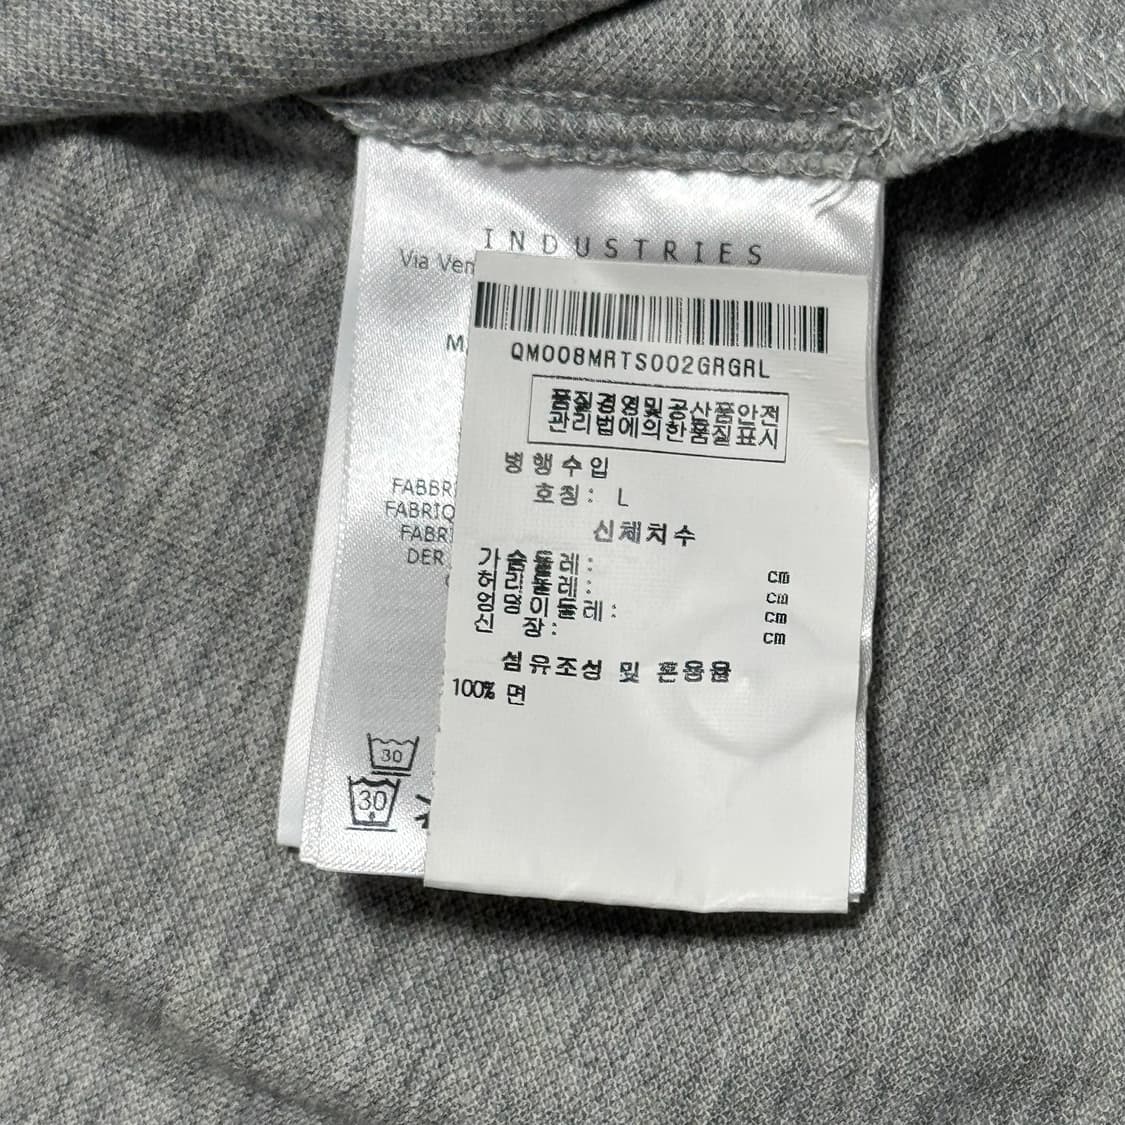 INDUSTRIES
Via Ven
QM008MRTS002GRGRL
품질경영및공산품안전
관리법에의한품질표시
병행수입
호칭: L
신체치수
가슴둘레: cm
허리둘레: cm
엉덩이둘레: cm
신 장: cm
섬유조성 및 혼용율
100% 면
FABBRI
FABRIQ
FABRI
DER
30
30